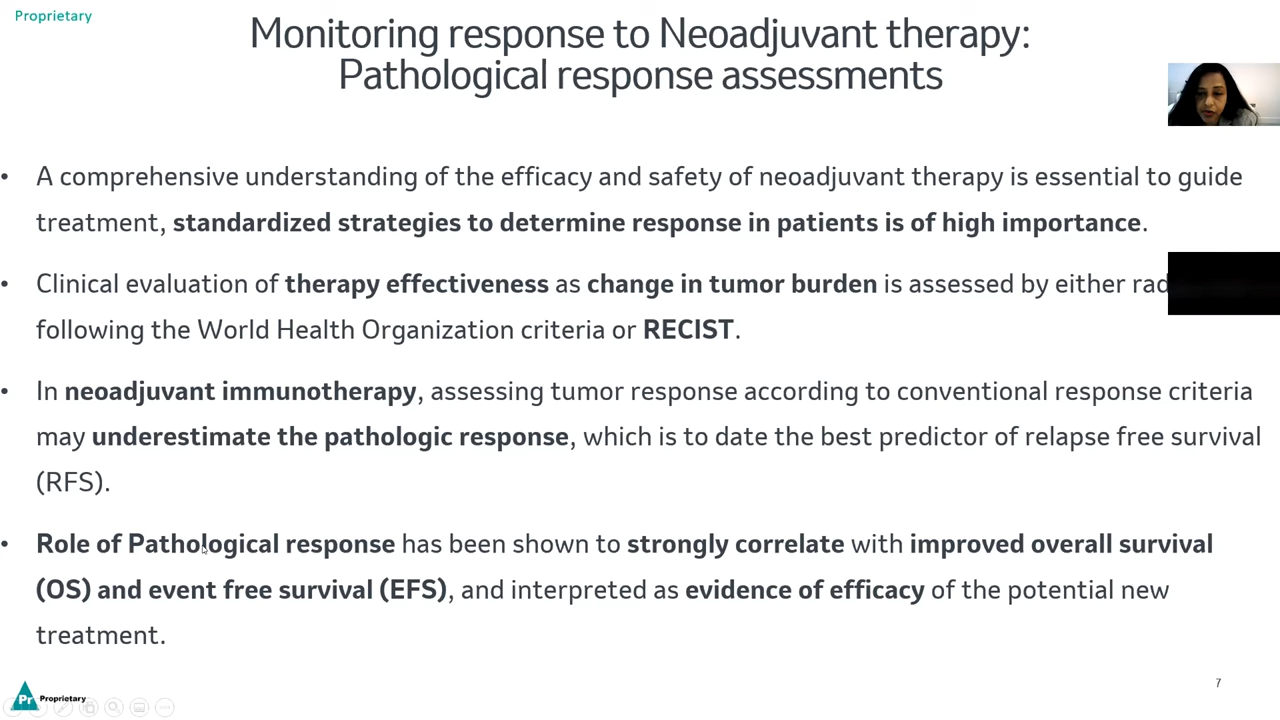 Proprietary
Monitoring response to Neoadjuvant therapy:
Pathological response assessments
• A comprehensive understanding of the efficacy and safety of neoadjuvant therapy is essential to guide
treatment, standardized strategies to determine response in patients is of high importance.
• Clinical evaluation of therapy effectiveness as change in tumor burden is assessed by either
following the World Health Organization criteria or RECIST.
• In neoadjuvant immunotherapy, assessing tumor response according to conventional response criteria
may underestimate the pathologic response, which is to date the best predictor of relapse free survival
(RFS).
• Role of Pathological response has been shown to strongly correlate with improved overall survival
(OS) and event free survival (EFS), and interpreted as evidence of efficacy of the potential new
treatment.
Pr Proprietary
7